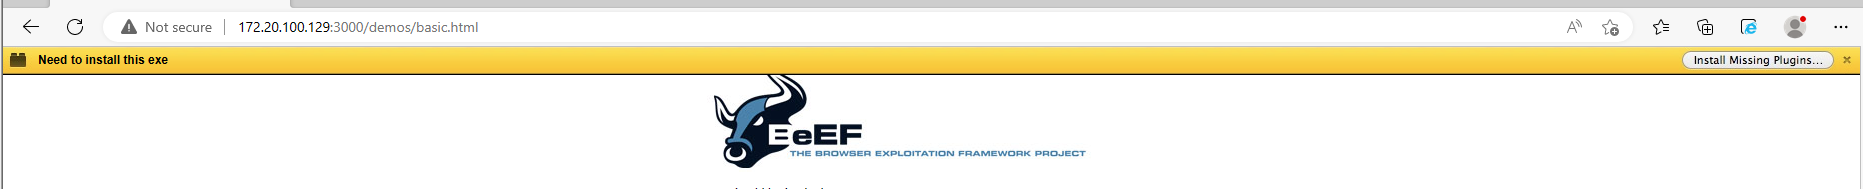 Not secure 172.20.100.129:3000/demos/basic.html
Need to install this exe Install Missing Plugins...
BeEF
THE BROWSER EXPLOITATION FRAMEWORK PROJECT